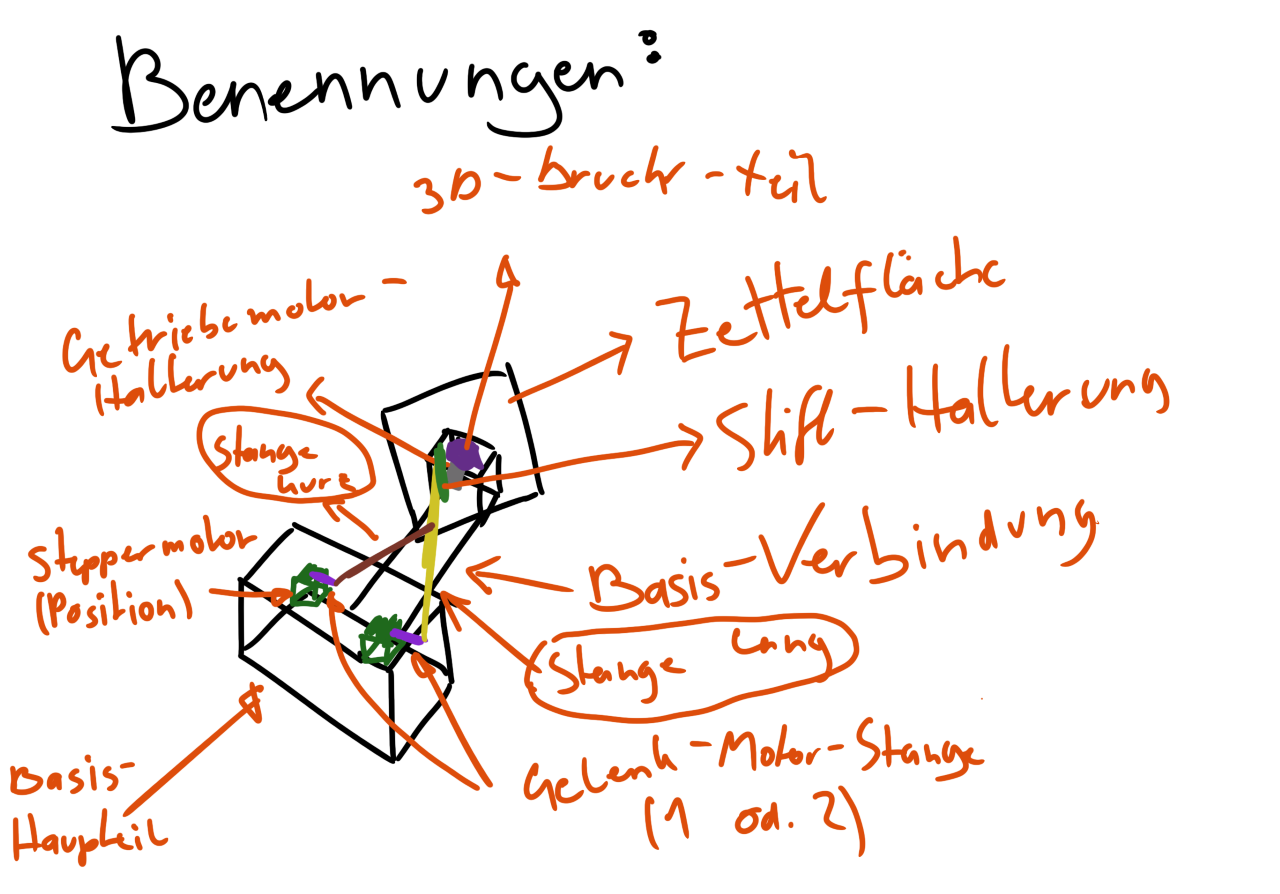 Benennungen:
3D-Druck-teil
Getriebemotor-
Halterung
Zettelfläche
Stift-Halterung
Stange
kurz
Steppermotor
(Position)
Basis-Verbindung
Stange lang
Gelenk-Motor-Stange
(1 od. 2)
Basis-
Haupteil